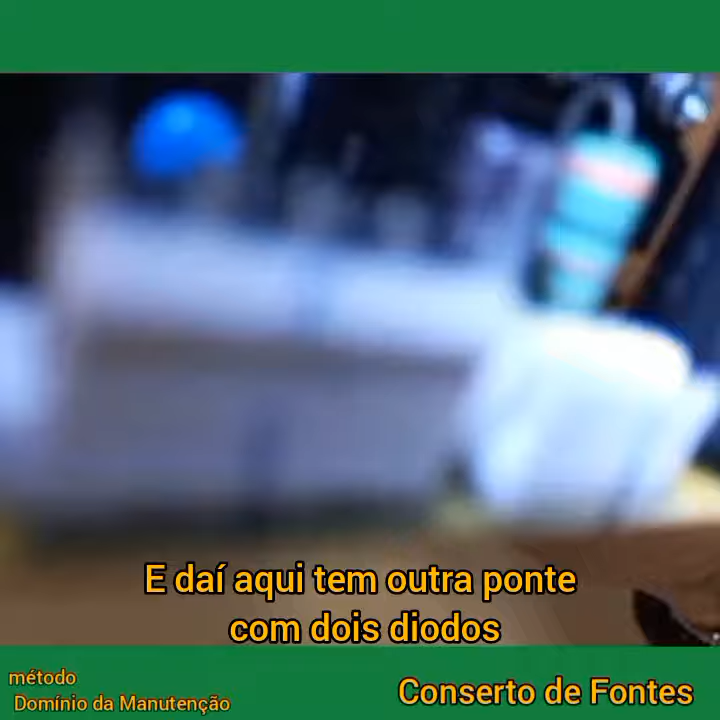 E daí aqui tem outra ponte
com dois diodos
método
Domínio da Manutenção
Conserto de Fontes